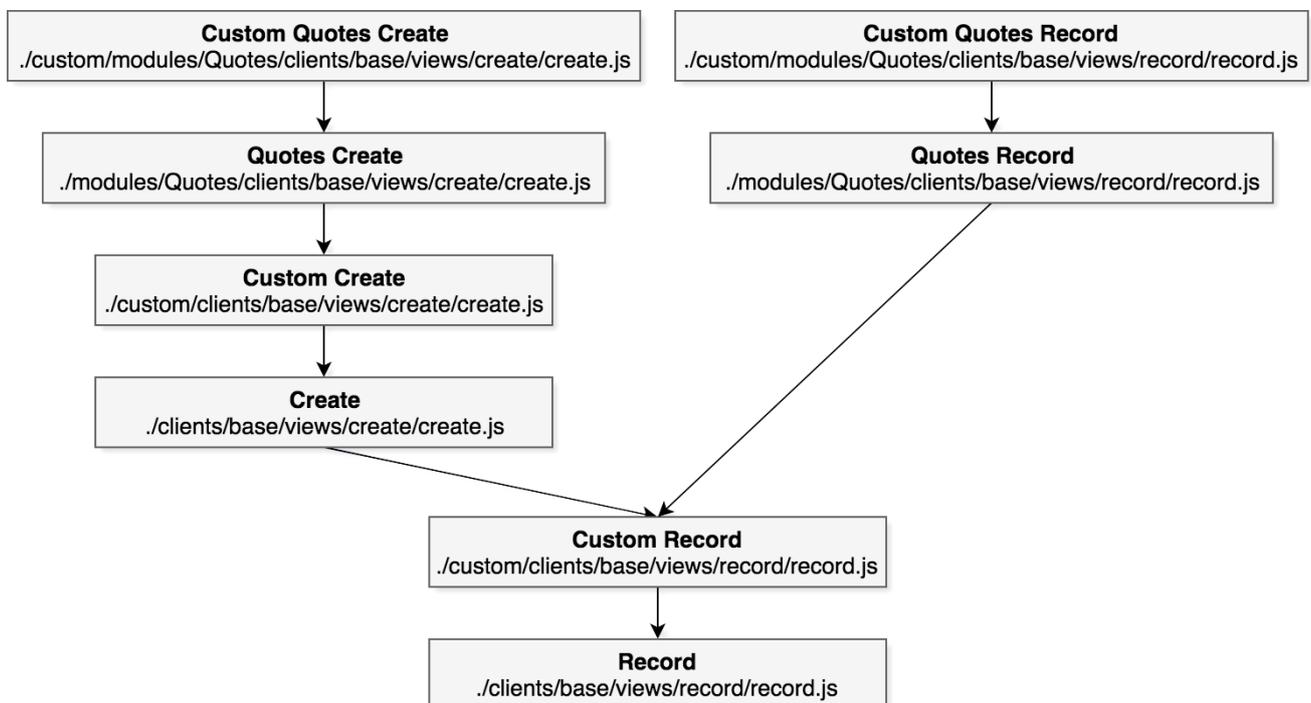 Custom Quotes Create
./custom/modules/Quotes/clients/base/views/create/create.js
Custom Quotes Record
./custom/modules/Quotes/clients/base/views/record/record.js
Quotes Create
./modules/Quotes/clients/base/views/create/create.js
Quotes Record
./modules/Quotes/clients/base/views/record/record.js
Custom Create
./custom/clients/base/views/create/create.js
Create
./clients/base/views/create/create.js
Custom Record
./custom/clients/base/views/record/record.js
Record
./clients/base/views/record/record.js